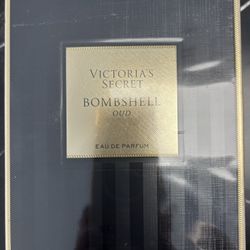 VICTORIA'S
SECRET
BOMBSHELL
OUD
EAU DE PARFUM